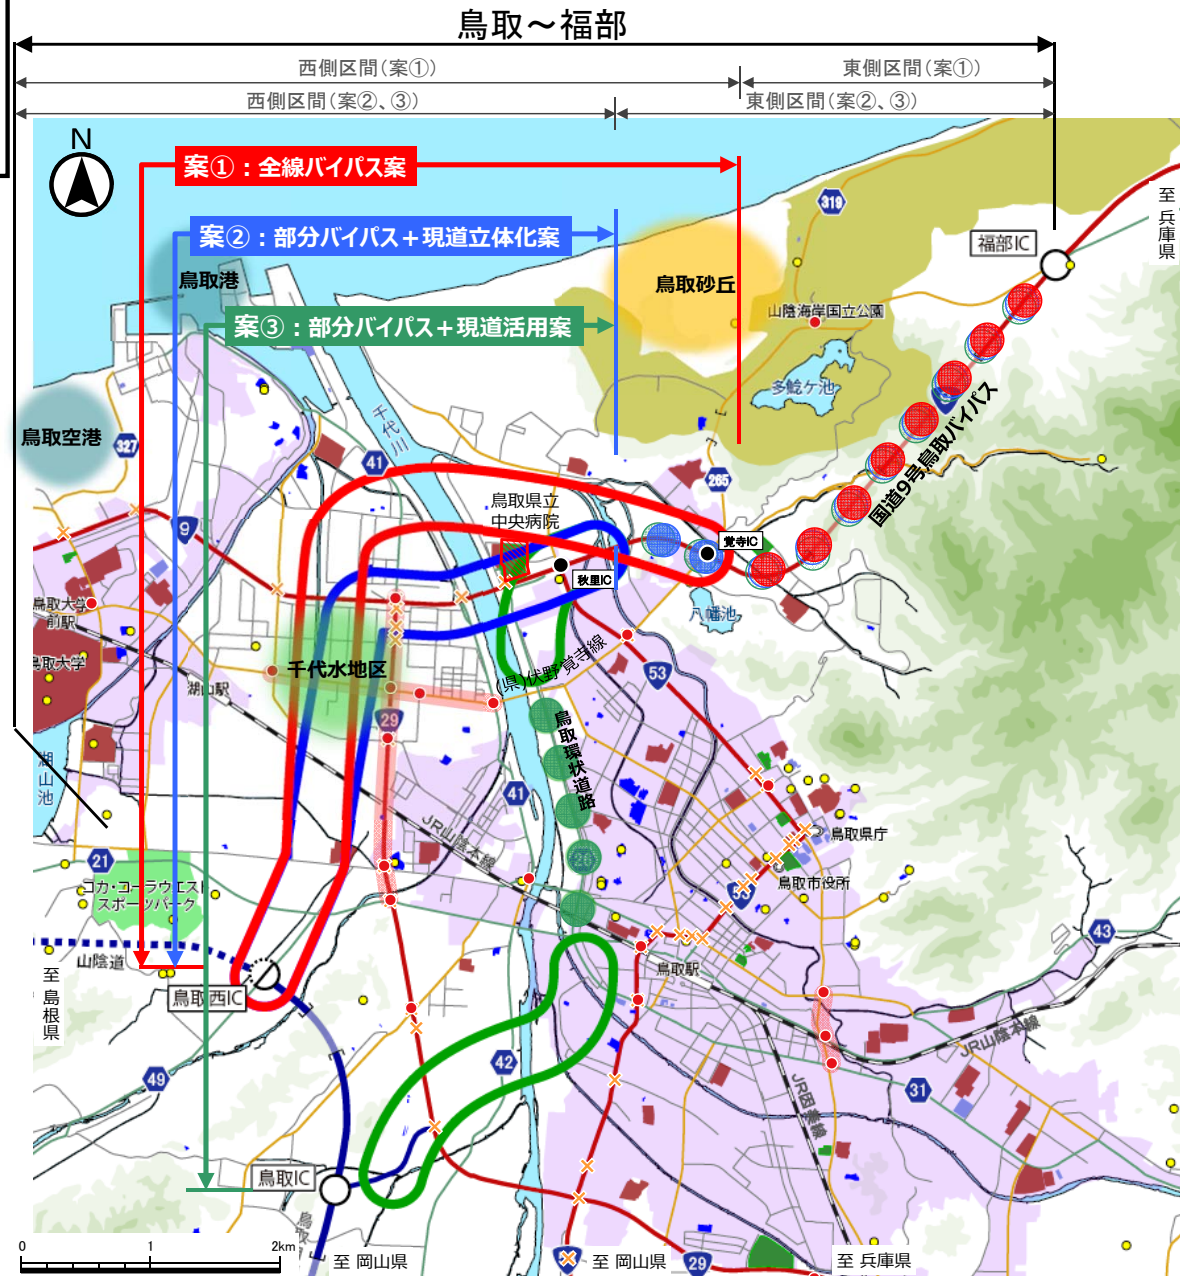 鳥取～福部
西側区間(案①)
東側区間(案①)
西側区間(案②、③)
東側区間(案②、③)
N
案①：全線バイパス案
案②：部分バイパス＋現道立体化案
案③：部分バイパス＋現道活用案
319
至
兵
庫
県
福部IC
鳥取港
鳥取砂丘
山陰海岸国立公園
多鯰ケ池
国道9号鳥取バイパス
鳥取空港
327
千代川
41
265
鳥取県立
中央病院
9
覚寺IC
秋里IC
鳥取大学
前駅
八幡池
鳥取大学
千代水地区
(県)伏野覚寺線
53
湖山駅
29
鳥取環状道路
湖山池
41
JR山陰本線
26
鳥取県庁
21
コカ・コーラウエスト
スポーツパーク
鳥取市役所
53
43
山陰道
至
島
根
県
鳥取西IC
鳥取駅
JR山陰本線
42
49
JR因美線
31
鳥取IC
鳥取
0 1 2km
至 岡山県
至 岡山県
29
至 兵庫県